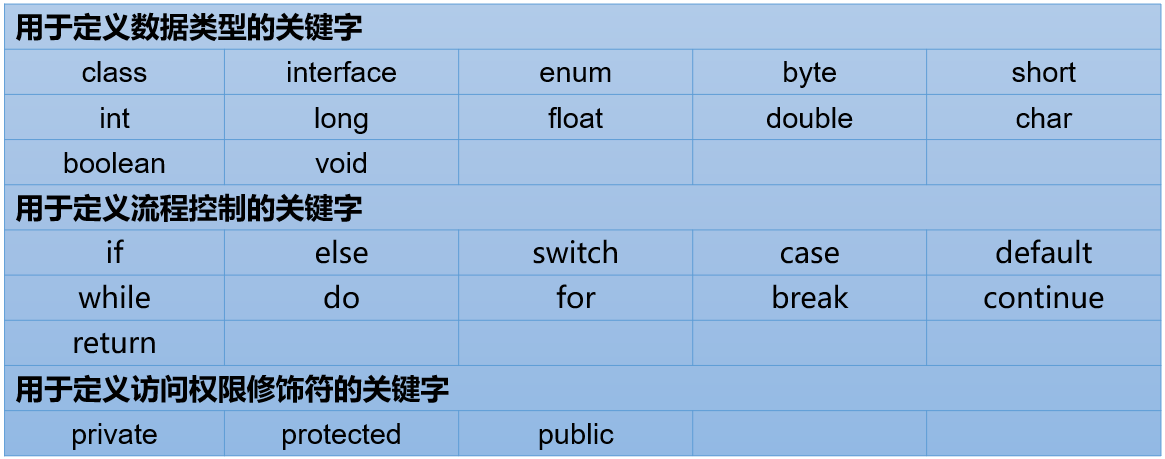 用于定义数据类型的关键字
class interface enum byte short
int long float double char
boolean void
用于定义流程控制的关键字
if else switch case default
while do for break continue
return
用于定义访问权限修饰符的关键字
private protected public